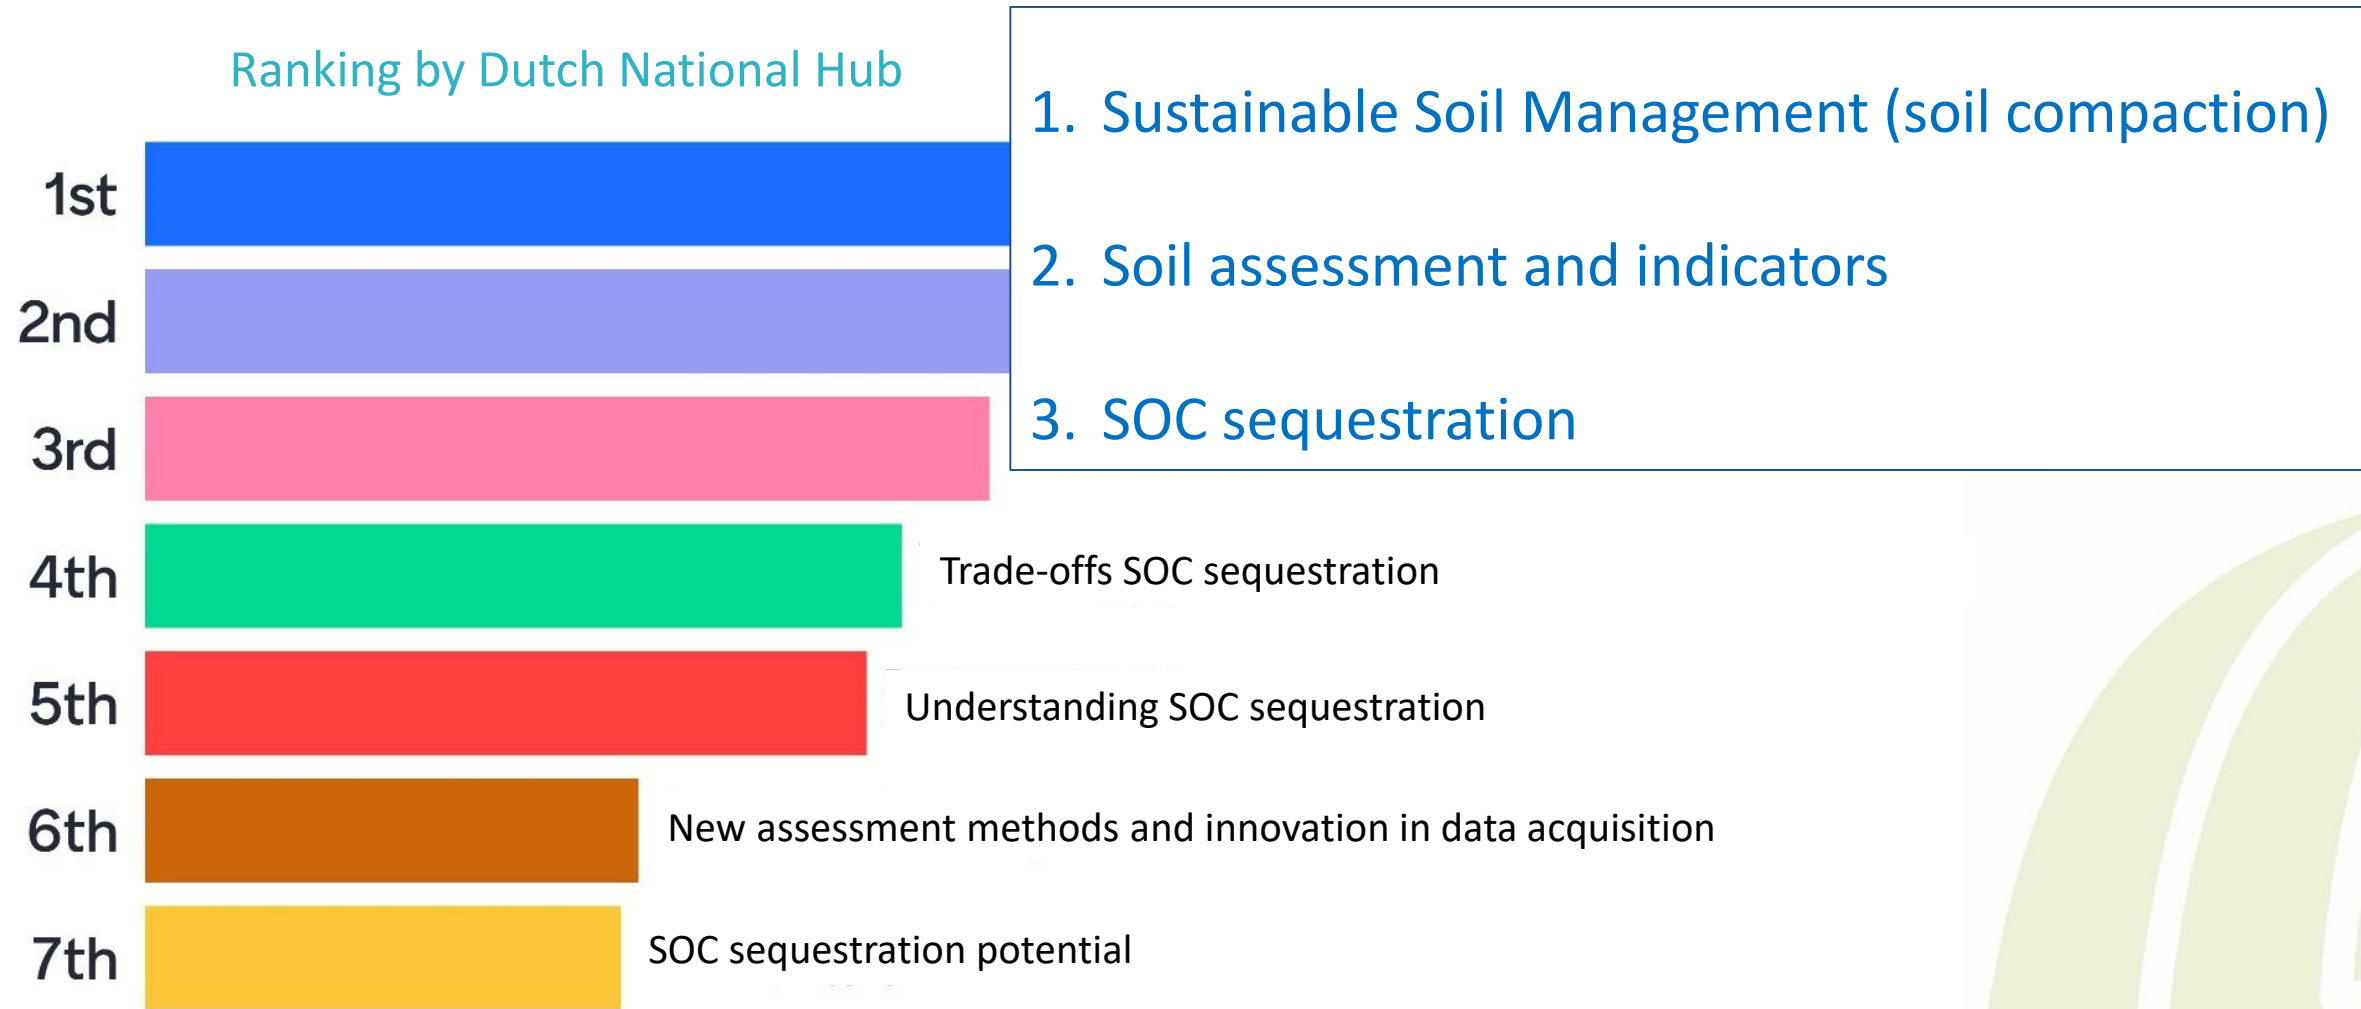 Ranking by Dutch National Hub
1. Sustainable Soil Management (soil compaction)
2. Soil assessment and indicators
3. SOC sequestration
1st
2nd
3rd
4th Trade-offs SOC sequestration
5th Understanding SOC sequestration
6th New assessment methods and innovation in data acquisition
7th SOC sequestration potential